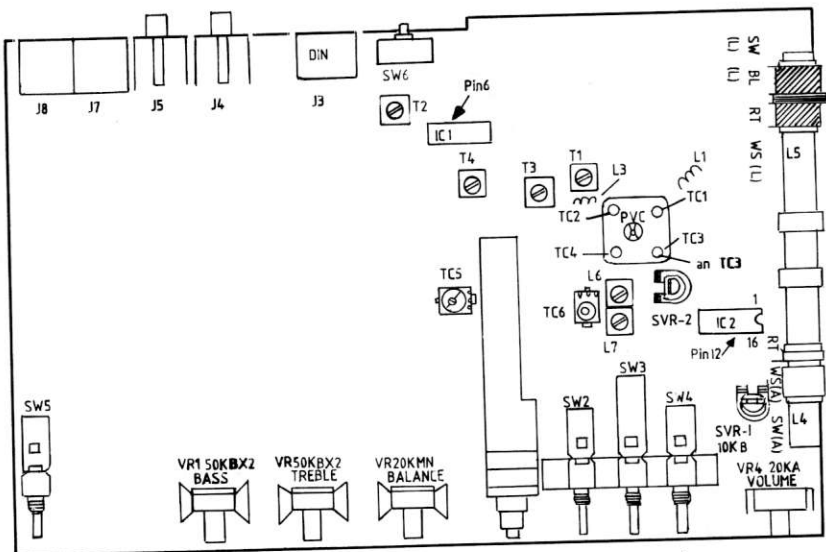 DIN
SW6
J8
J7
J5
J4
J3
Pin6
T2
IC1
SW
(L)
BL
(L)
RT
WS(L)
L5
T4
T3
T1
L3
L1
TC2
PVC
TC1
TC4
TC3
an TC3
TC5
L6
TC6
L7
SVR-2
1
IC2
16
Pin12
RT
WS(A)
SW(A)
L4
SW5
SW2
SW3
SW4
SVR-1
10KB
VR1 50KBX2
BASS
VR50KBX2
TREBLE
VR20KMN
BALANCE
VR4 20KA
VOLUME